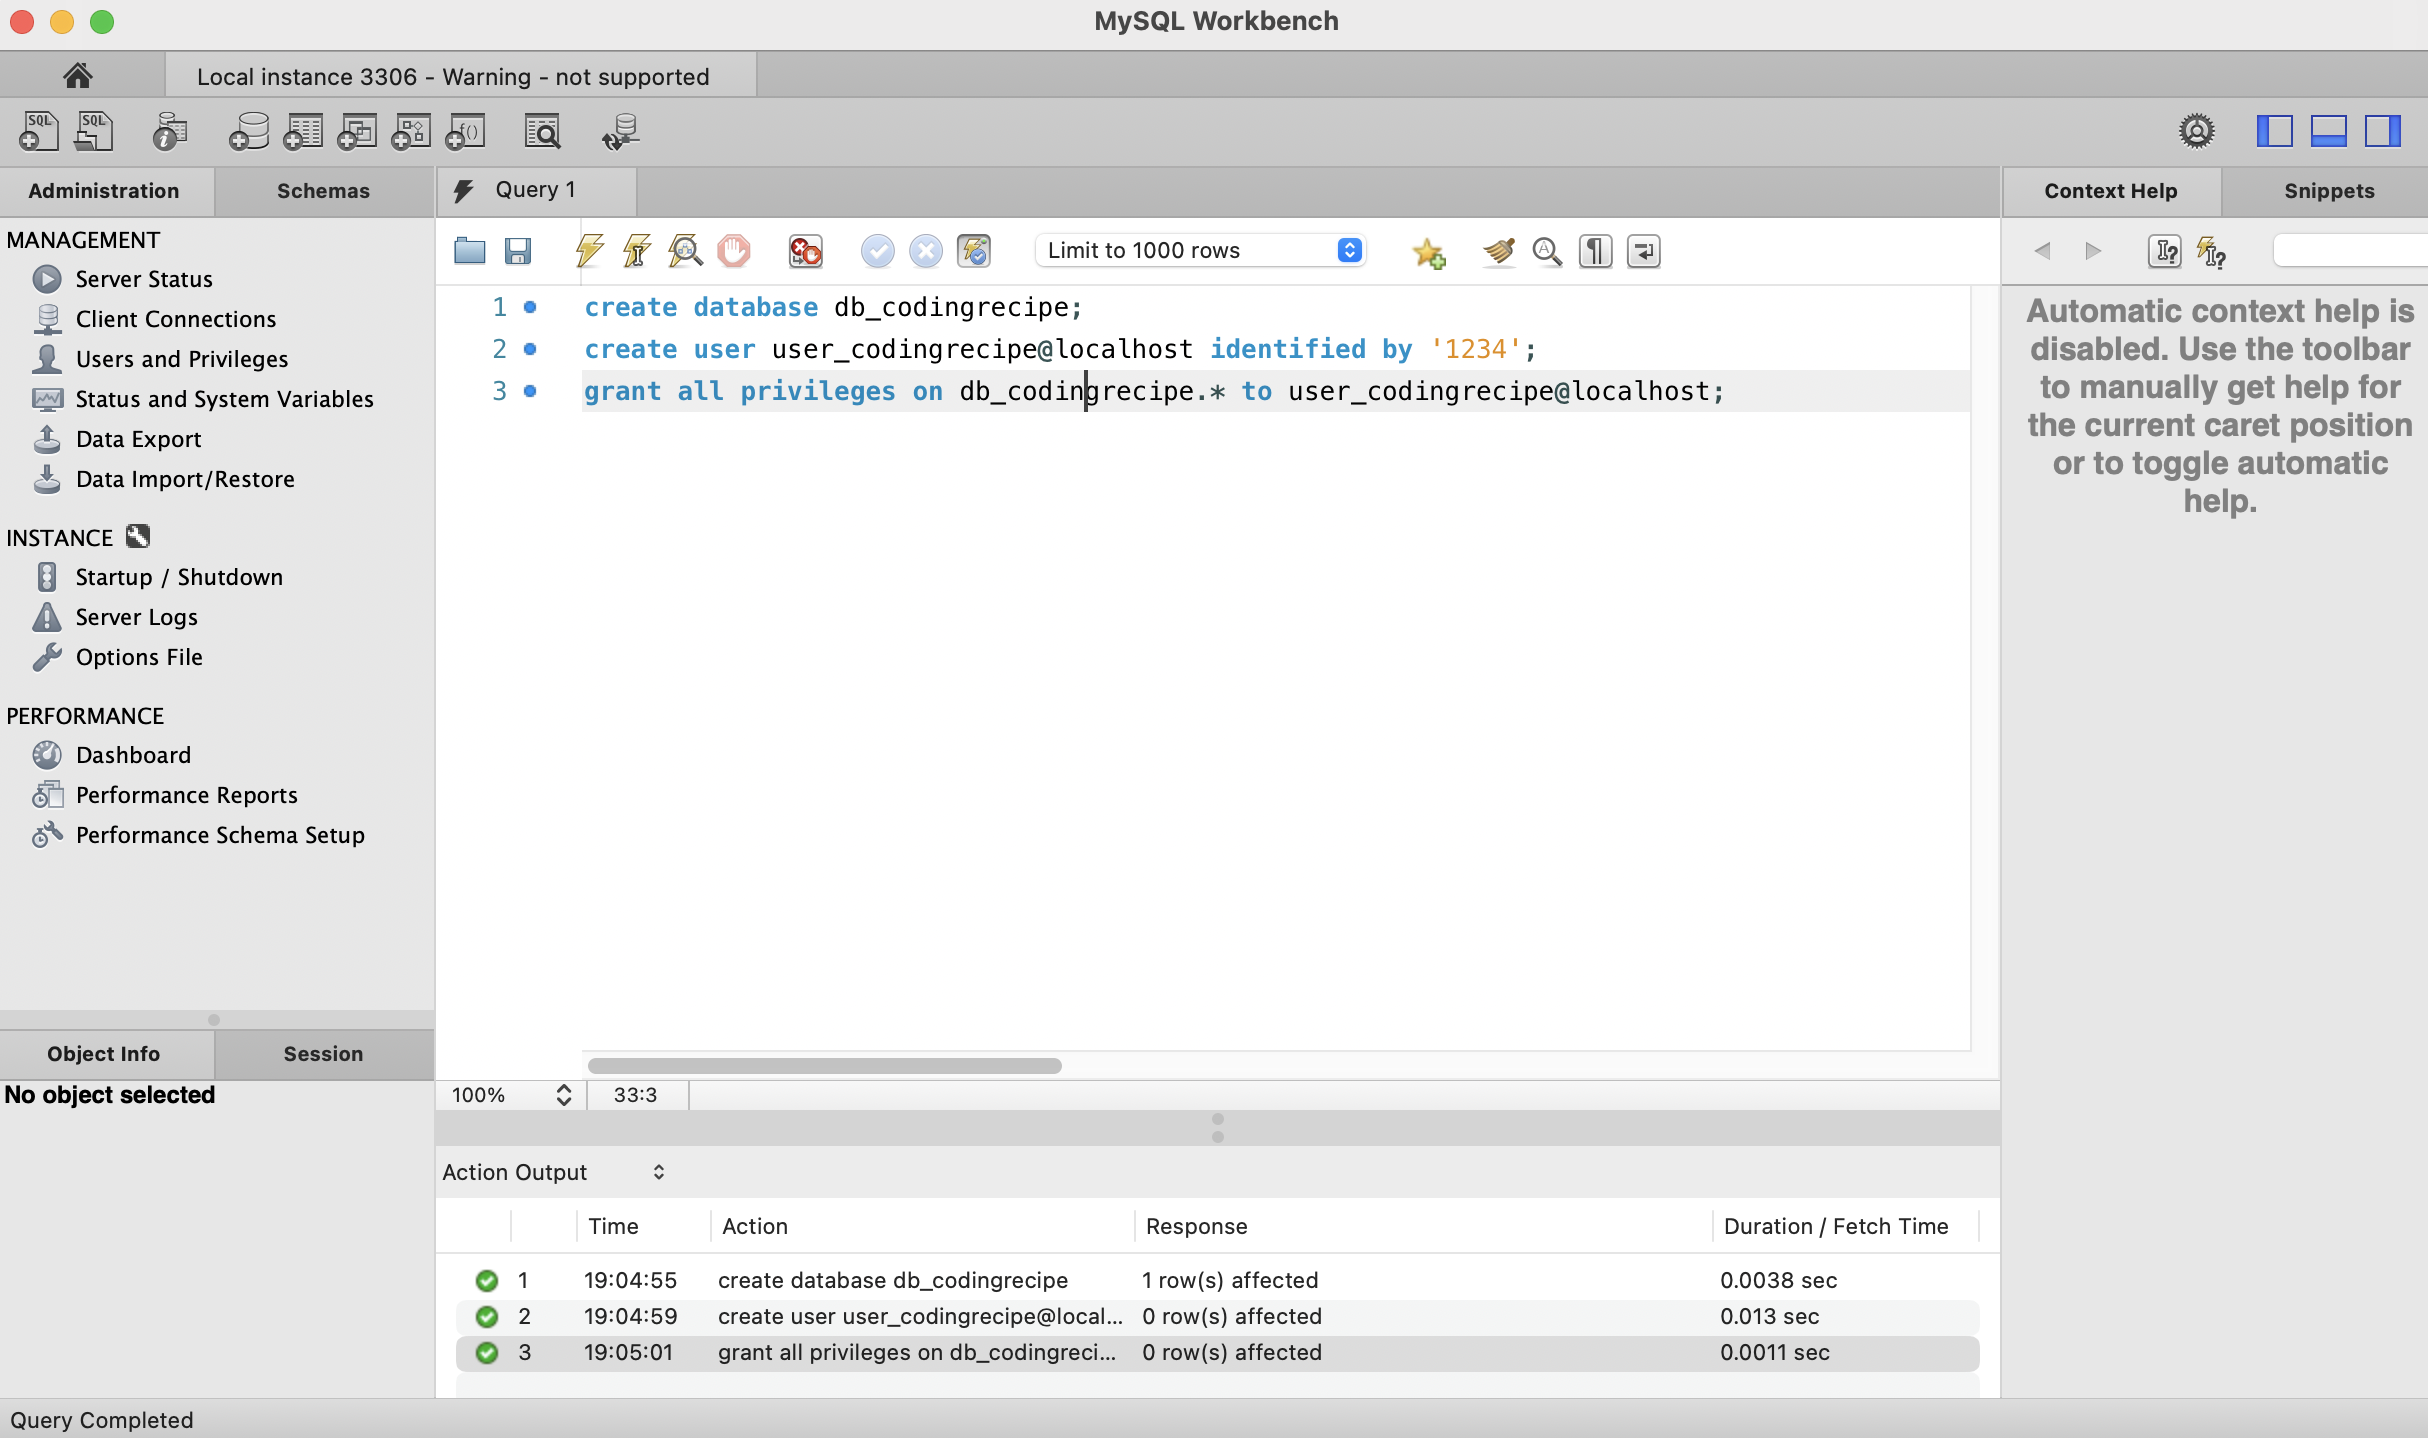 MySQL Workbench
Local instance 3306 - Warning - not supported
SQL SQL
Administration Schemas
Query 1
Context Help Snippets
MANAGEMENT
Server Status
Client Connections
Users and Privileges
Status and System Variables
Data Export
Data Import/Restore
INSTANCE
Startup / Shutdown
Server Logs
Options File
PERFORMANCE
Dashboard
Performance Reports
Performance Schema Setup
Object Info Session
No object selected
Limit to 1000 rows
1 create database db_codingrecipe;
2 create user user_codingrecipe@localhost identified by '1234';
3 grant all privileges on db_codingrecipe.* to user_codingrecipe@localhost;
100% 33:3
Action Output
Time Action Response Duration / Fetch Time
1 19:04:55 create database db_codingrecipe 1 row(s) affected 0.0038 sec
2 19:04:59 create user user_codingrecipe@local... 0 row(s) affected 0.013 sec
3 19:05:01 grant all privileges on db_codingreci... 0 row(s) affected 0.0011 sec
Automatic context help is
disabled. Use the toolbar
to manually get help for
the current caret position
or to toggle automatic
help.
Query Completed